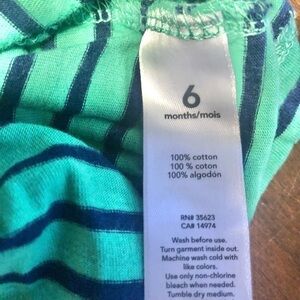 6
months/mois
100% cotton
100 % coton
100% algodón
RN# 35623
CA# 14974
Wash before use.
Turn garment inside out.
Machine wash cold with
like colors.
Use only non-chlorine
bleach when needed.
Tumble dry medium.